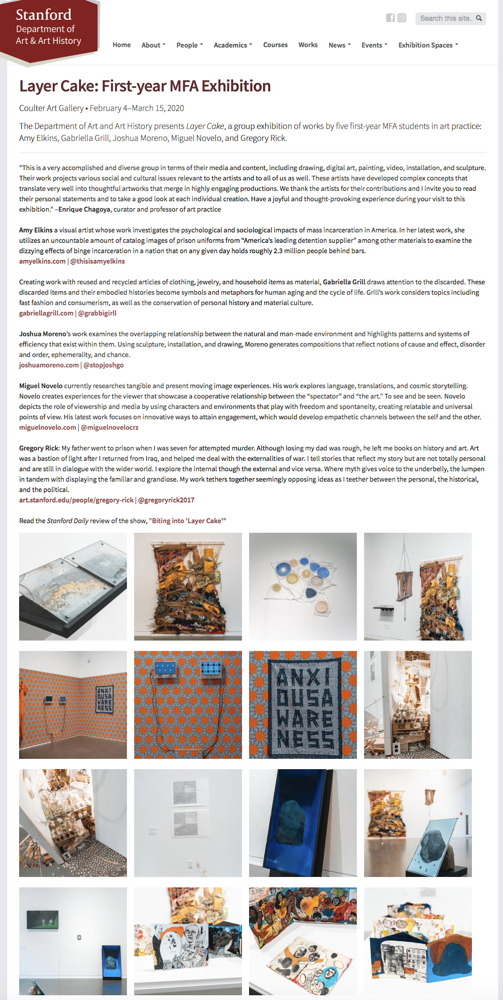 Stanford
Department of
Art & Art History
Search this site..
Home About People Academics Courses Works News Events Exhibition Spaces
Layer Cake: First-year MFA Exhibition
Coulter Art Gallery • February 4–March 15, 2020
The Department of Art and Art History presents Layer Cake, a group exhibition of works by five first-year MFA students in art practice:
Amy Elkins, Gabriella Grill, Joshua Moreno, Miguel Novelo, and Gregory Rick.
"This is a very accomplished and diverse group in terms of their media and content, including drawing, digital art, painting, video, installation, and sculpture.
Their work projects various social and cultural issues relevant to the artists and to all of us as well. These artists have developed complex concepts that
translate very well into thoughtful artworks that merge in highly engaging productions. We thank the artists for their contributions and I invite you to read
their personal statements and to take a good look at each individual creation. Have a joyful and thought-provoking experience during your visit to this
exhibition." –Enrique Chagoya, curator and professor of art practice
Amy Elkins a visual artist whose work investigates the psychological and sociological impacts of mass incarceration in America. In her latest work, she
utilizes an uncountable amount of catalog images of prison uniforms from “America’s leading detention supplier” among other materials to examine the
dizzying effects of binge incarceration in a nation that on any given day holds roughly 2.3 million people behind bars.
amyelkins.com | @thisisamyelkins
Creating work with reused and recycled articles of clothing, jewelry, and household items as material, Gabriella Grill draws attention to the discarded. These
discarded items and their embodied histories become symbols and metaphors for human aging and the cycle of life. Grill’s work considers topics including
fast fashion and consumerism, as well as the conservation of personal history and material culture.
gabriellagrill.com | @grabbigirll
Joshua Moreno’s work examines the overlapping relationship between the natural and man-made environment and highlights patterns and systems of
efficiency that exist within them. Using sculpture, installation, and drawing, Moreno generates compositions that reflect notions of cause and effect, disorder
and order, ephemerality, and chance.
joshuamoreno.com | @stopjoshgo
Miguel Novelo currently researches tangible and present moving image experiences. His work explores language, translations, and cosmic storytelling.
Novelo creates experiences for the viewer that showcase a cooperative relationship between the “spectator” and “the art." To see and be seen. Novelo
depicts the role of viewership and media by using characters and environments that play with freedom and spontaneity, creating relatable and universal
points of view. His latest work focuses on innovative ways to attain engagement, which would develop empathetic channels between the self and the other.
miguelnovelo.com | @miguelnovelocrz
Gregory Rick: My father went to prison when I was seven for attempted murder. Although losing my dad was rough, he left me books on history and art. Art
was a bastion of light after I returned from Iraq, and helped me deal with the externalities of war. I tell stories that reflect my story but are not totally personal
and are still in dialogue with the wider world. I explore the internal though the external and vice versa. Where myth gives voice to the underbelly, the lumpen
in tandem with displaying the familiar and grandiose. My work tethers together seemingly opposing ideas as I teether between the personal, the historical,
and the political.
art.stanford.edu/people/gregory-rick | @gregoryrick2017
Read the Stanford Daily review of the show, "Biting into 'Layer Cake'"
ANXI
OUSA
WARE
NESS
ANXI
OUSA
WARE
NESS